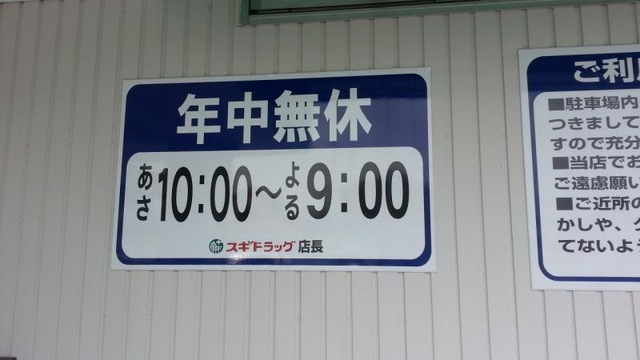 年中無休
あさ10:00～よる9:00
スギドラッグ 店長
ご利
■駐車場内
つきまして
すので充分
■当店でお
ご遠慮願い
■ご近所の
かしや、
てないよ